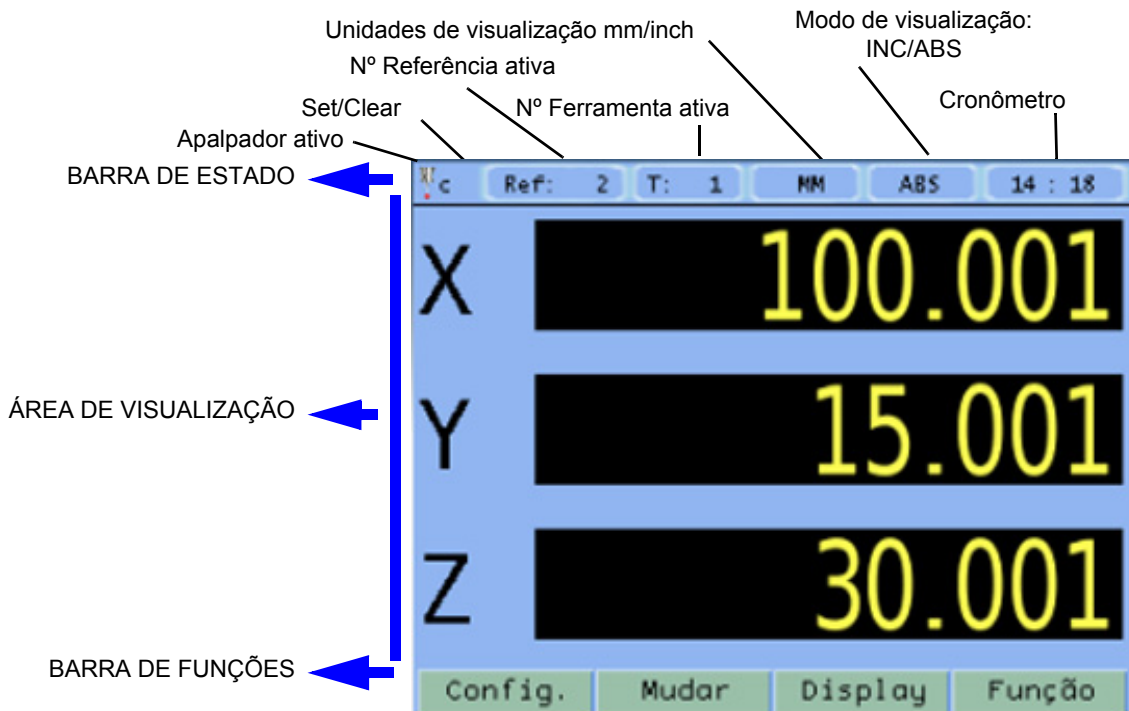 Unidades de visualização mm/inch
Modo de visualização:
INC/ABS
Nº Referência ativa
Set/Clear
Nº Ferramenta ativa
Cronômetro
Apalpador ativo
BARRA DE ESTADO
c Ref: 2 T: 1 MM ABS 14 : 18
X 100.001
ÁREA DE VISUALIZAÇÃO
Y 15.001
Z 30.001
BARRA DE FUNÇÕES
Config. Mudar Display Função